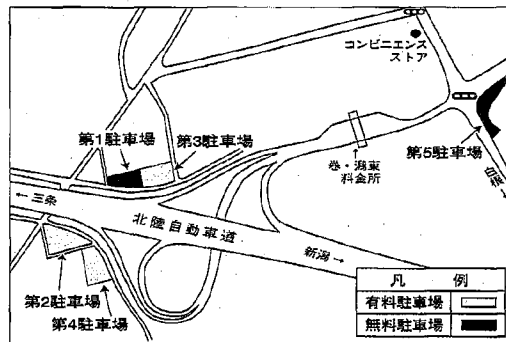 コンビニエンス
ストア
第1駐車場
第3駐車場
巻・潟東
料金所
第5駐車場
←三条
北陸自動車道
新潟→
第2駐車場
第4駐車場
凡 例
有料駐車場
無料駐車場